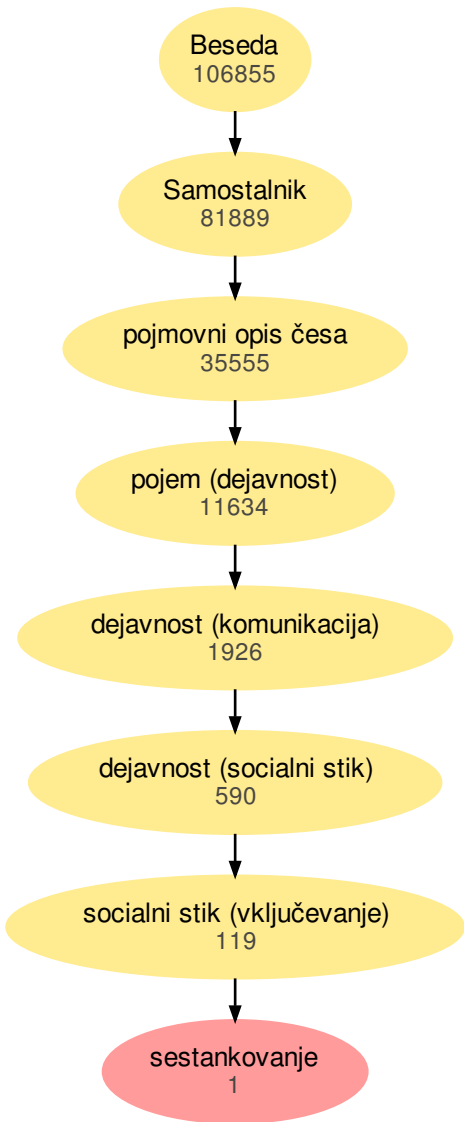 Beseda
106855
Samostalnik
81889
pojmovni opis česa
35555
pojem (dejavnost)
11634
dejavnost (komunikacija)
1926
dejavnost (socialni stik)
590
socialni stik (vključevanje)
119
sestankovanje
1